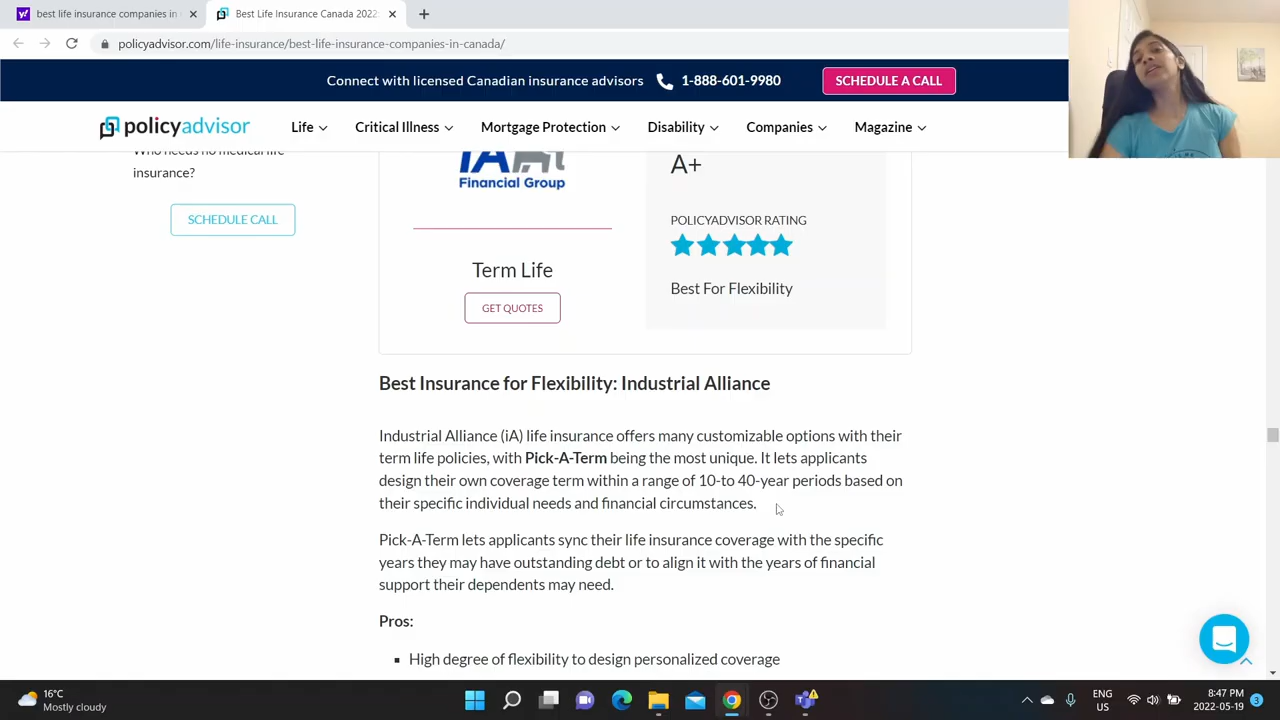 best life insurance companies in
Best Life Insurance Canada 2022
policyadvisor.com/life-insurance/best-life-insurance-companies-in-canada/
Connect with licensed Canadian insurance advisors 1-888-601-9980 SCHEDULE A CALL
policyadvisor Life Critical Illness Mortgage Protection Disability Companies Magazine
Who needs no medical life
insurance?
SCHEDULE CALL
iA
Financial Group
Term Life
GET QUOTES
A+
POLICYADVISOR RATING
Best For Flexibility
Best Insurance for Flexibility: Industrial Alliance
Industrial Alliance (iA) life insurance offers many customizable options with their
term life policies, with Pick-A-Term being the most unique. It lets applicants
design their own coverage term within a range of 10-to 40-year periods based on
their specific individual needs and financial circumstances.
Pick-A-Term lets applicants sync their life insurance coverage with the specific
years they may have outstanding debt or to align it with the years of financial
support their dependents may need.
Pros:
▪ High degree of flexibility to design personalized coverage
16°C
Mostly cloudy
ENG
US
8:47 PM
2022-05-19
3